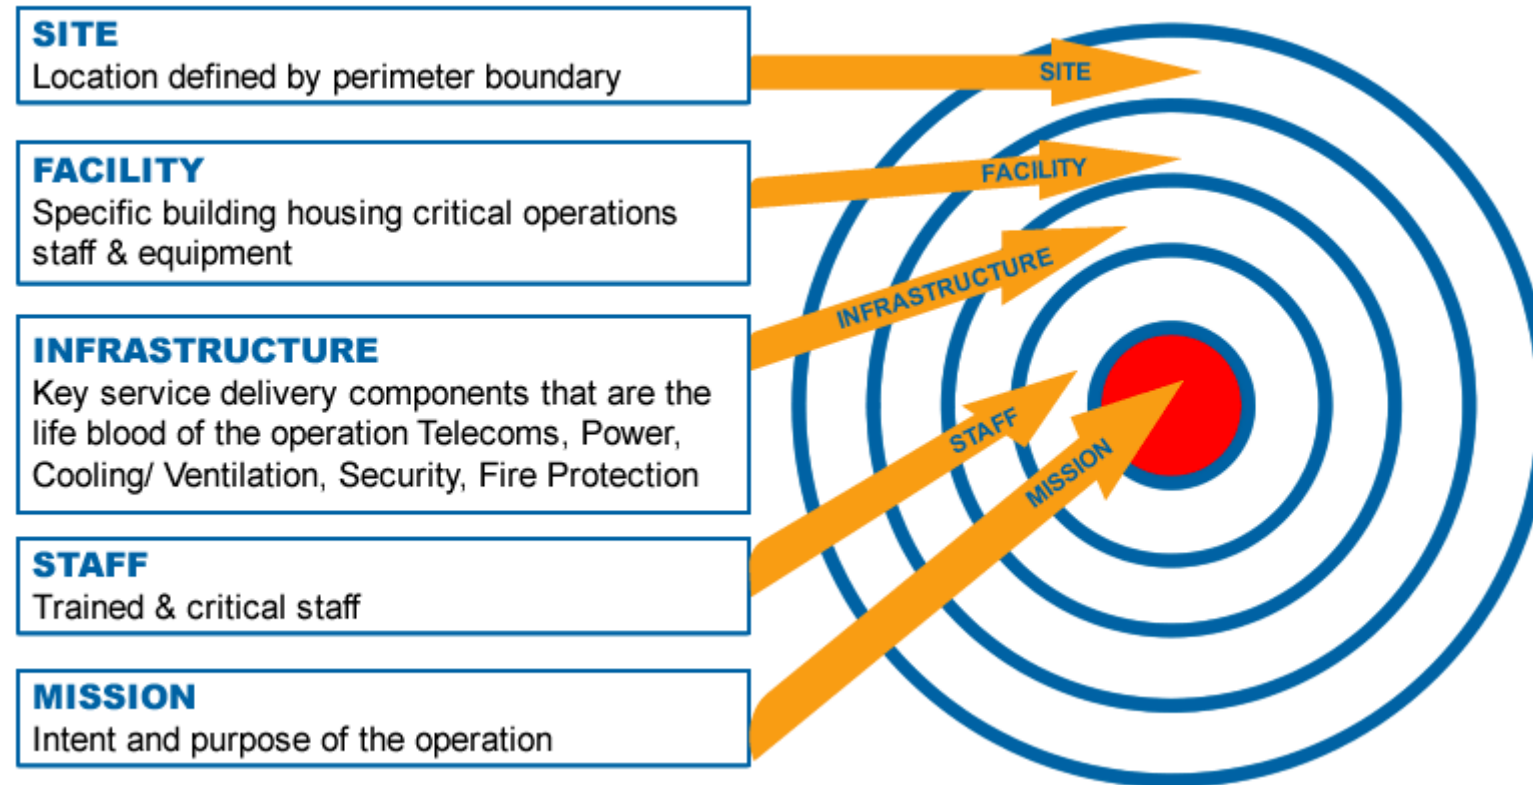 SITE
Location defined by perimeter boundary
FACILITY
Specific building housing critical operations
staff & equipment
INFRASTRUCTURE
Key service delivery components that are the
life blood of the operation Telecoms, Power,
Cooling/ Ventilation, Security, Fire Protection
STAFF
Trained & critical staff
MISSION
Intent and purpose of the operation
SITE
FACILITY
INFRASTRUCTURE
STAFF
MISSION